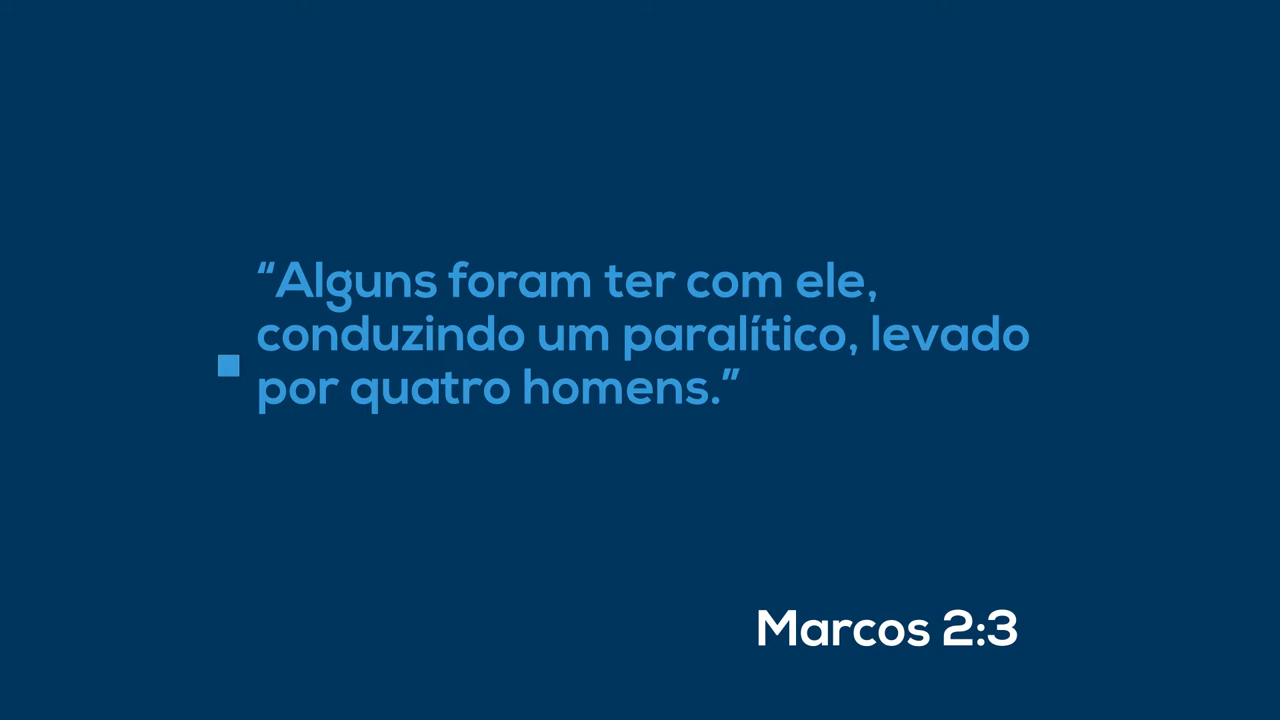 “Alguns foram ter com ele,
conduzindo um paralítico, levado
por quatro homens.”
Marcos 2:3